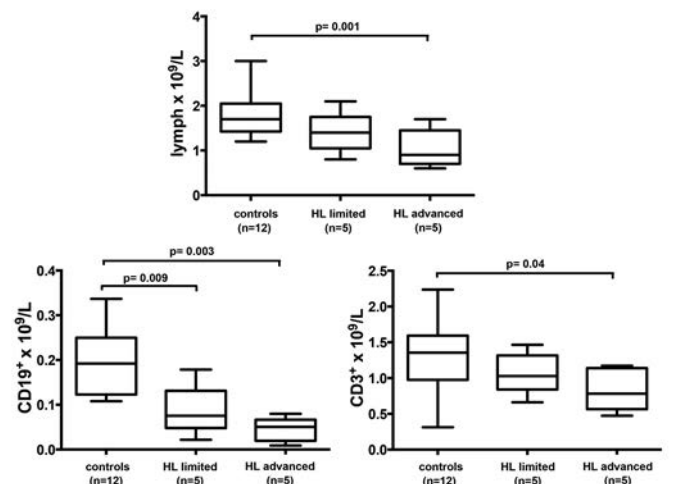 p= 0.001
lymph x 10⁹/L
4
3
2
1
0
controls HL limited HL advanced
(n=12) (n=5) (n=5)
p= 0.003
p= 0.009
CD19⁺ x 10⁹/L
0.4
0.3
0.2
0.1
0.0
controls HL limited HL advanced
(n=12) (n=5) (n=5)
p= 0.04
CD3⁺ x 10⁹/L
2.5
2.0
1.5
1.0
0.5
0.0
controls HL limited HL advanced
(n=12) (n=5) (n=5)